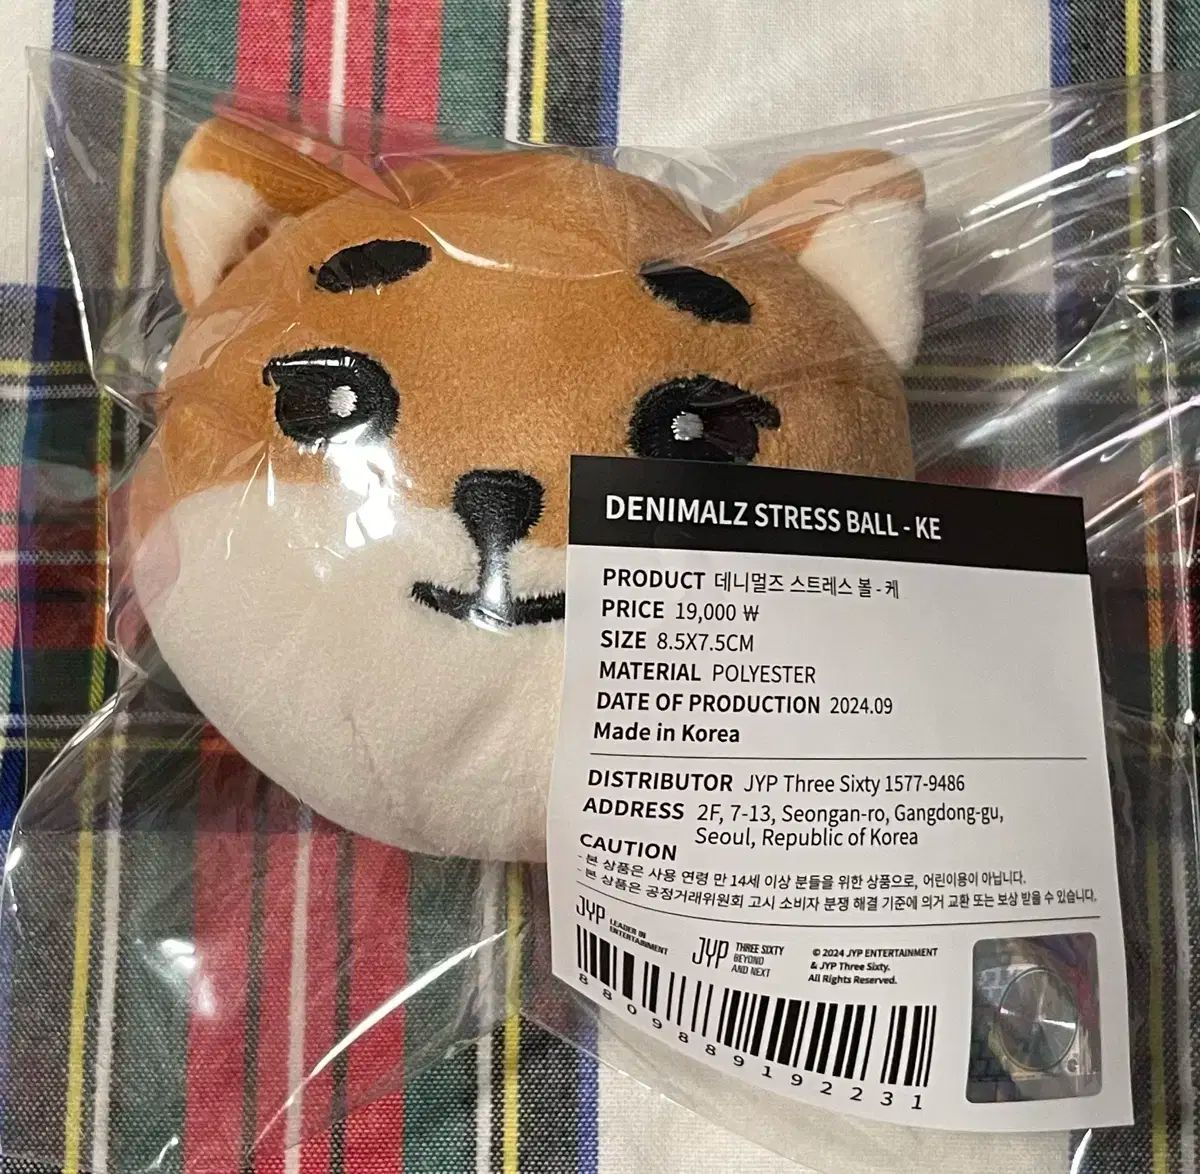 DENIMALZ STRESS BALL - KE
PRODUCT 데니멀즈 스트레스 볼 - 케
PRICE 19,000 ₩
SIZE 8.5X7.5CM
MATERIAL POLYESTER
DATE OF PRODUCTION 2024.09
Made in Korea
DISTRIBUTOR JYP Three Sixty 1577-9486
ADDRESS 2F, 7-13, Seongan-ro, Gangdong-gu,
Seoul, Republic of Korea
CAUTION
- 본 상품은 사용 연령 만 14세 이상 분들을 위한 상품으로, 어린이용이 아닙니다.
- 본 상품은 공정거래위원회 고시 소비자 분쟁 해결 기준에 의거 교환 또는 보상 받을 수 있습니다.
JYP LEADER IN
ENTERTAINMENT
JYP THREE SIXTY
BEYOND
AND NEXT
© 2024 JYP ENTERTAINMENT
& JYP Three Sixty.
All Rights Reserved.
8809889192231